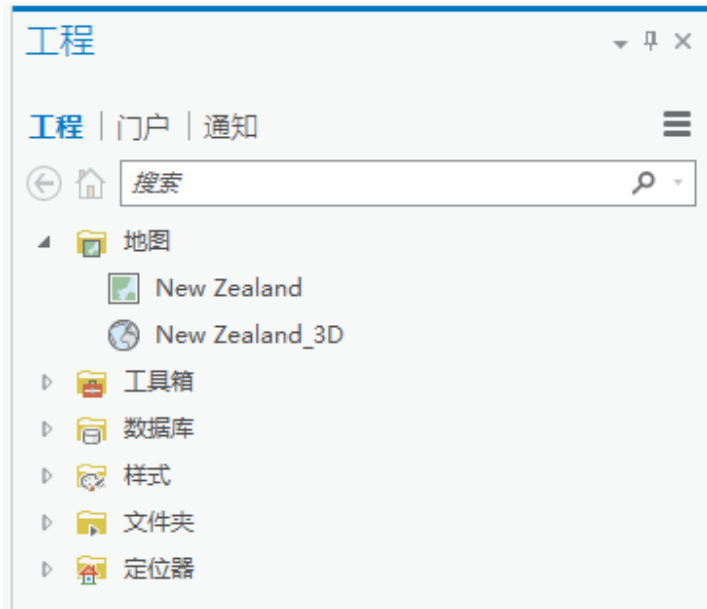 工程
工程 | 门户 | 通知
搜索
地图
New Zealand
New Zealand_3D
工具箱
数据库
样式
文件夹
定位器